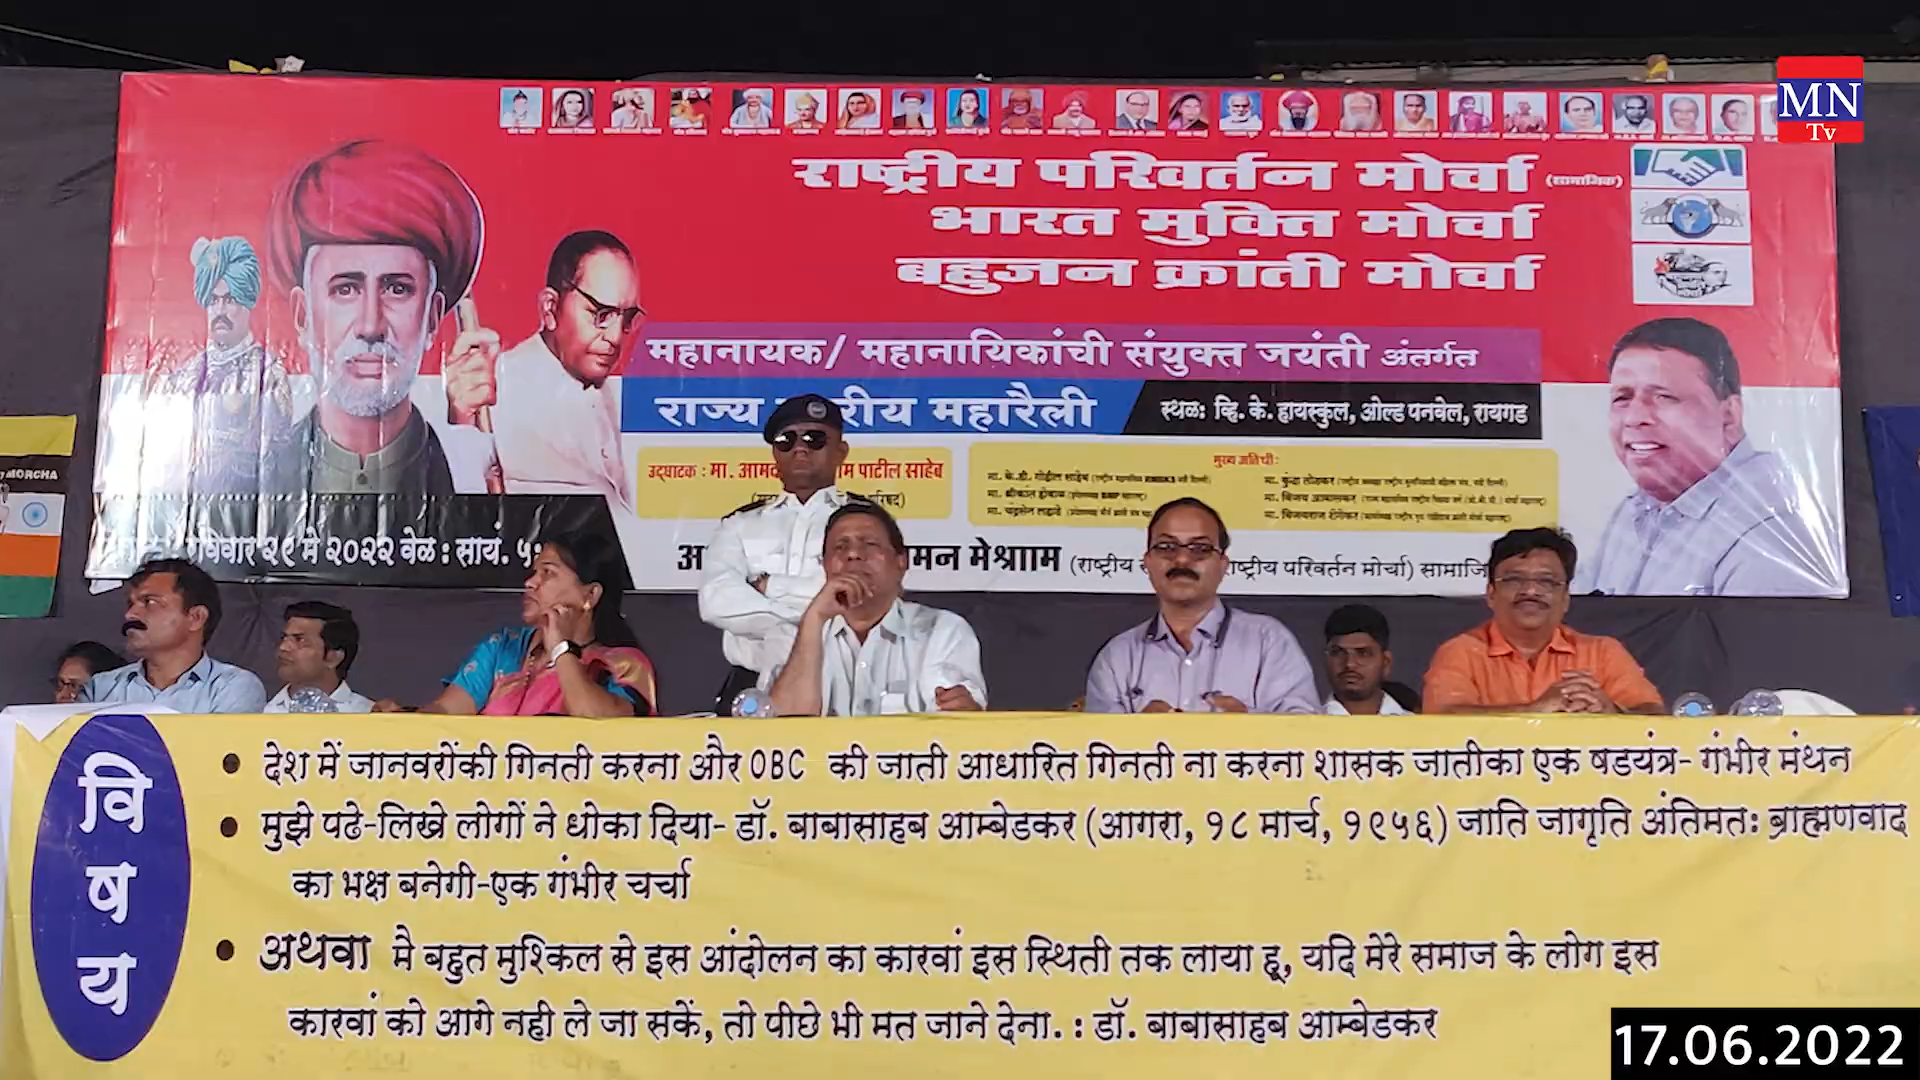 MN
Tv
राष्ट्रीय परिवर्तन मोर्चा (सामाजिक)
भारत मुक्ति मोर्चा
बहुजन क्रांती मोर्चा
महानायक/ महानायिकांची संयुक्त जयंती अंतर्गत
राज्य रीय महारैली
स्थळ: व्हि. के. हायस्कुल, ओल्ड पनवेल, रायगड
उद्घाटक : मा. आमद म पाटील साहेब
मुख्य अतिथी:
MORCHA
रविवार २९ मे २०२२ वेळ : सायं. ५:
मन मेश्राम (राष्ट्रीय राष्ट्रीय परिवर्तन मोर्चा) सामाजि
विषय
• देश में जानवरोंकी गिनती करना और OBC की जाती आधारित गिनती ना करना शासक जातीका एक षडयंत्र- गंभीर मंथन
• मुझे पढे-लिखे लोगों ने धोका दिया- डॉ. बाबासाहब आम्बेडकर (आगरा, १८ मार्च, १९५६) जाति जागृति अंतिमतः ब्राह्मणवाद
का भक्ष बनेगी-एक गंभीर चर्चा
• अथवा मै बहुत मुश्किल से इस आंदोलन का कारवां इस स्थिती तक लाया हू, यदि मेरे समाज के लोग इस
कारवां को आगे नही ले जा सकें, तो पीछे भी मत जाने देना. : डॉ. बाबासाहब आम्बेडकर
17.06.2022